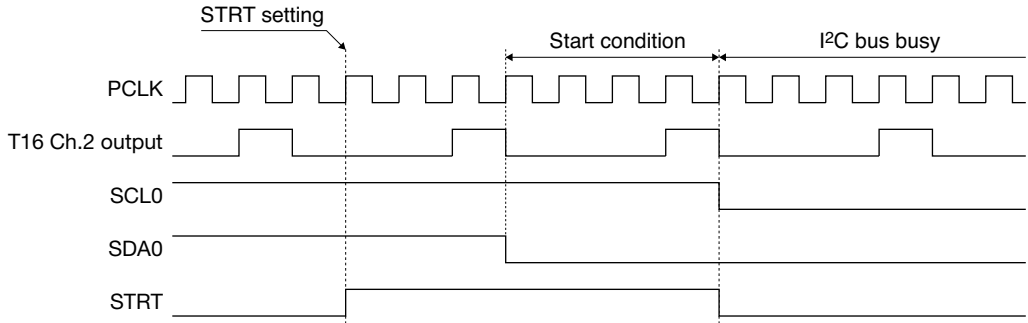 STRT setting
Start condition
I²C bus busy
PCLK
T16 Ch.2 output
SCL0
SDA0
STRT